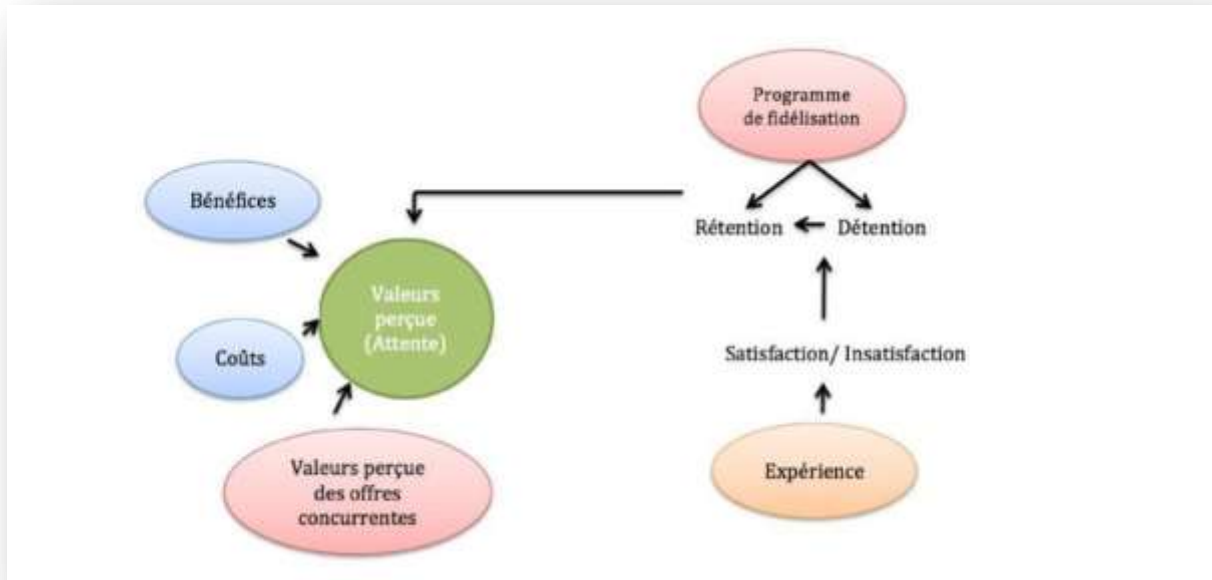 Programme
de fidélisation
Bénéfices
Rétention
Détention
Valeurs
perçue
(Attente)
Coûts
Satisfaction/ Insatisfaction
Valeurs perçue
des offres
concurrentes
Expérience